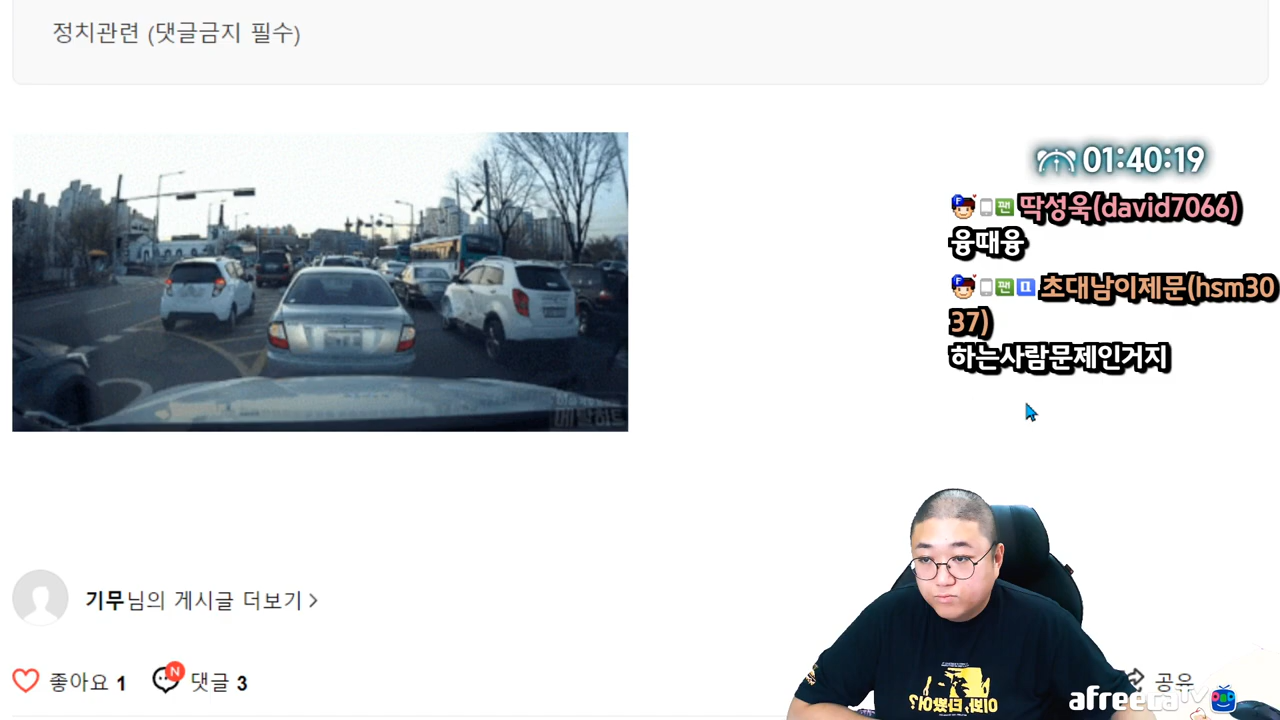 정치관련 (댓글금지 필수)
01:40:19
딱성욱(david7066)
융때융
초대남이제문(hsm30
37)
하는사람문제인거지
기무님의 게시글 더보기 >
좋아요 1 댓글 3
공유
afreecaTV